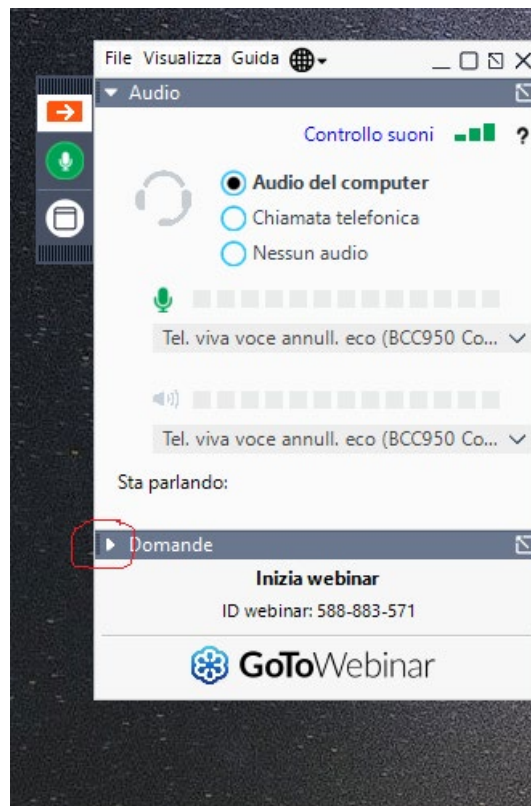 File Visualizza Guida
Audio
Controllo suoni ?
Audio del computer
Chiamata telefonica
Nessun audio
Tel. viva voce annull. eco (BCC950 Co...
Tel. viva voce annull. eco (BCC950 Co...
Sta parlando:
Domande
Inizia webinar
ID webinar: 588-883-571
GoToWebinar